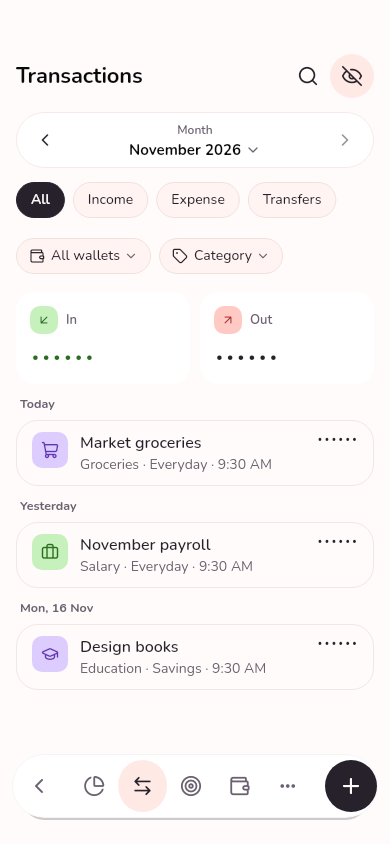 Transactions
Month
November 2026
All
Income
Expense
Transfers
All wallets
Category
In
••••••
Out
••••••
Today
Market groceries
••••••
Groceries · Everyday · 9:30 AM
Yesterday
November payroll
••••••
Salary · Everyday · 9:30 AM
Mon, 16 Nov
Design books
••••••
Education · Savings · 9:30 AM